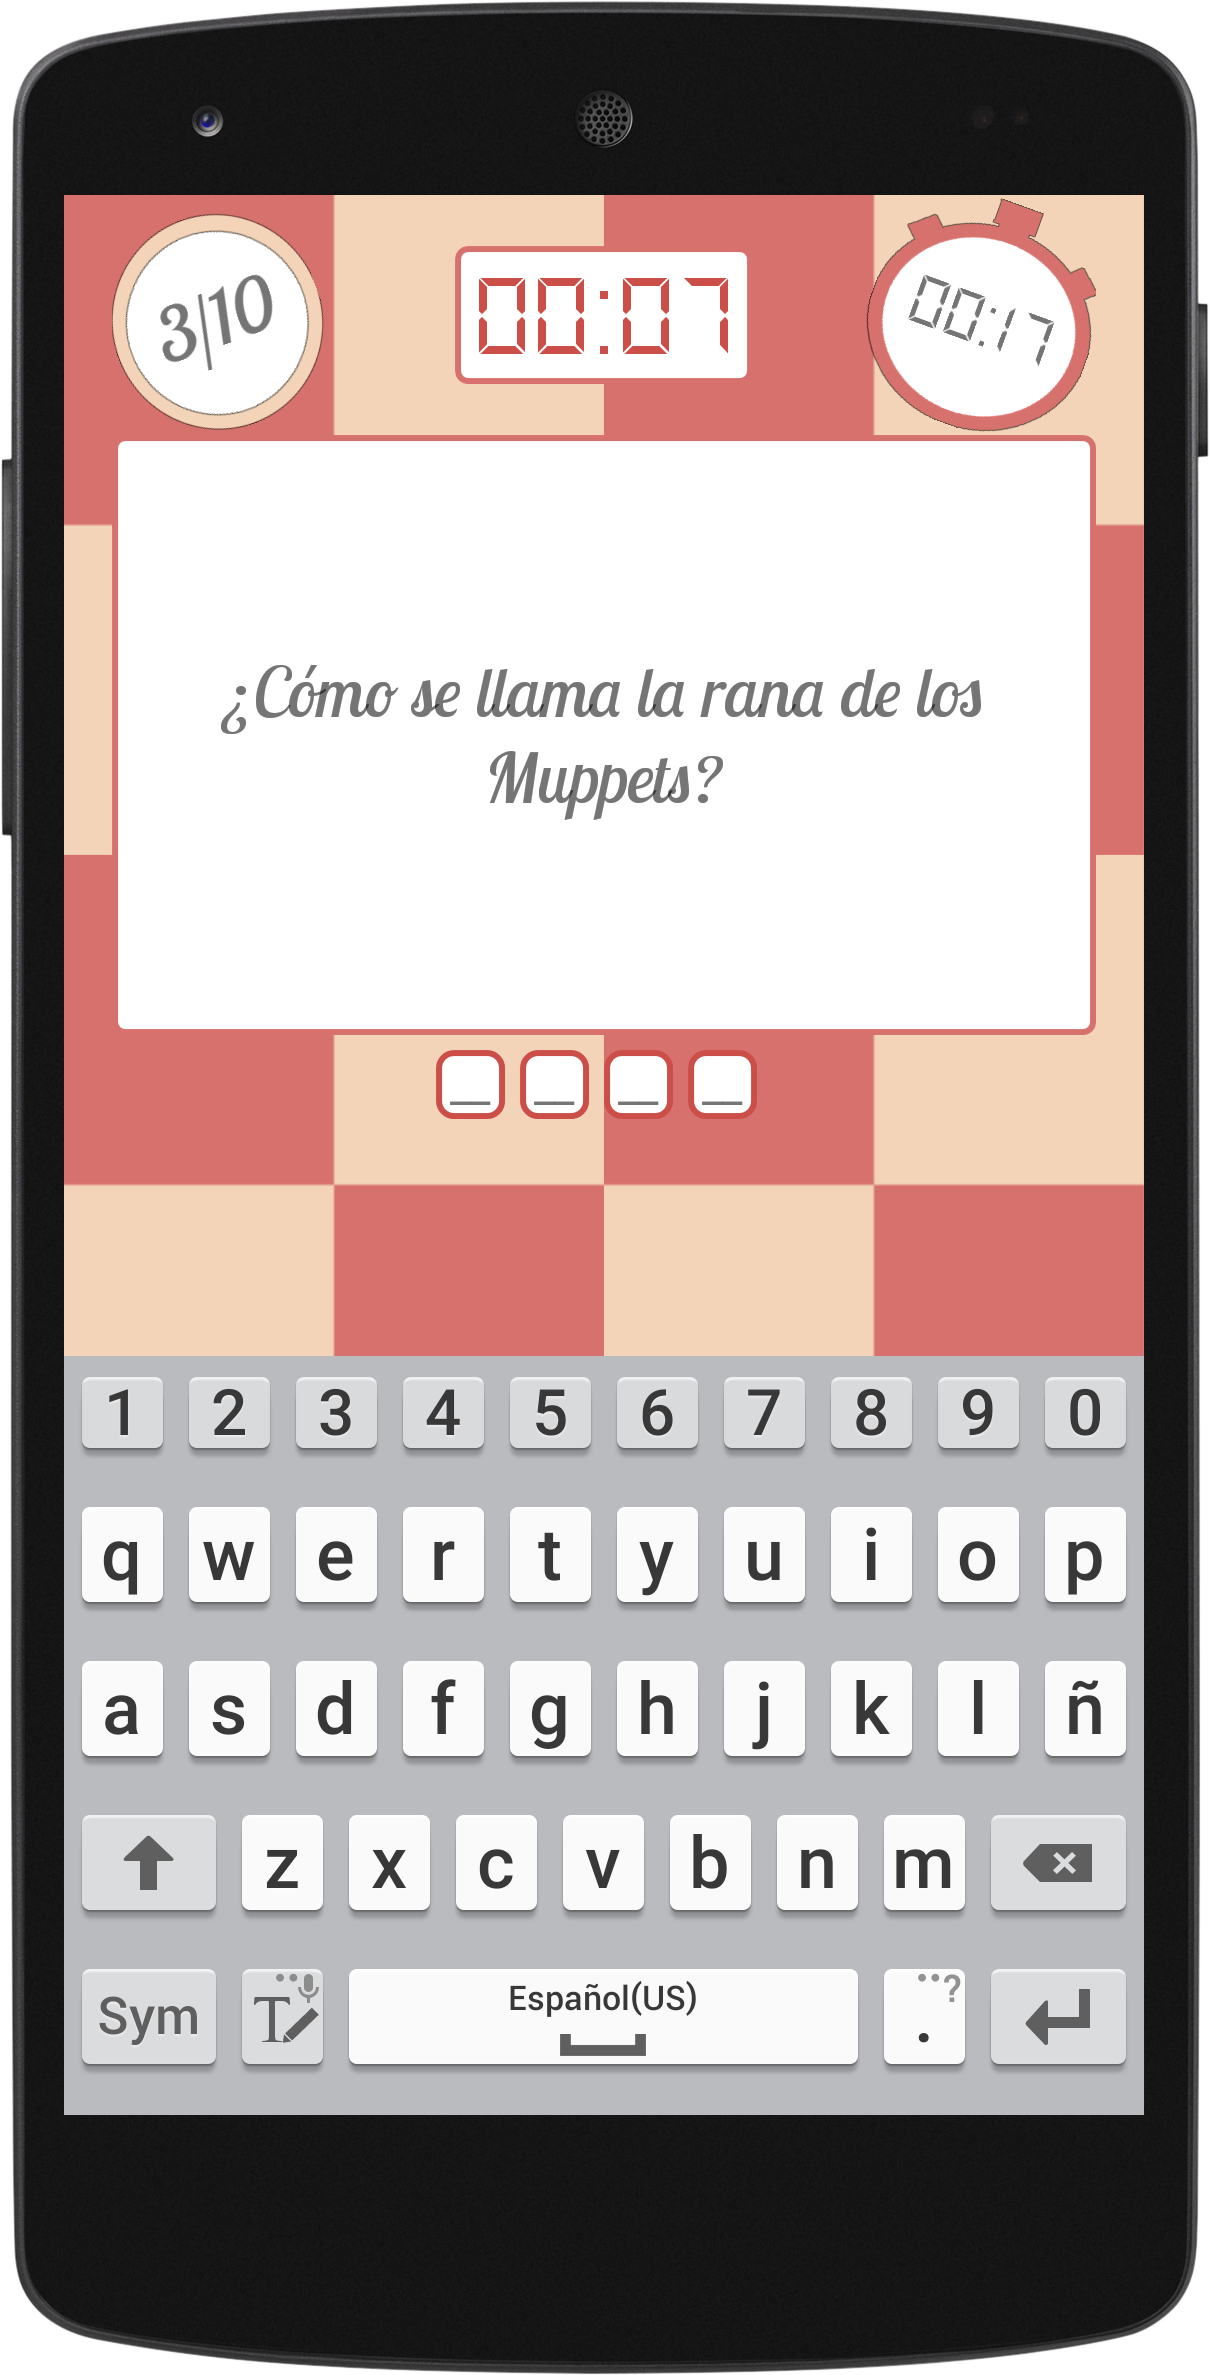 3/10
00:07
00:17
¿Cómo se llama la rana de los
Muppets?
_ _ _ _
1 2 3 4 5 6 7 8 9 0
q w e r t y u i o p
a s d f g h j k l ñ
z x c v b n m
Sym T Español(US) . ?